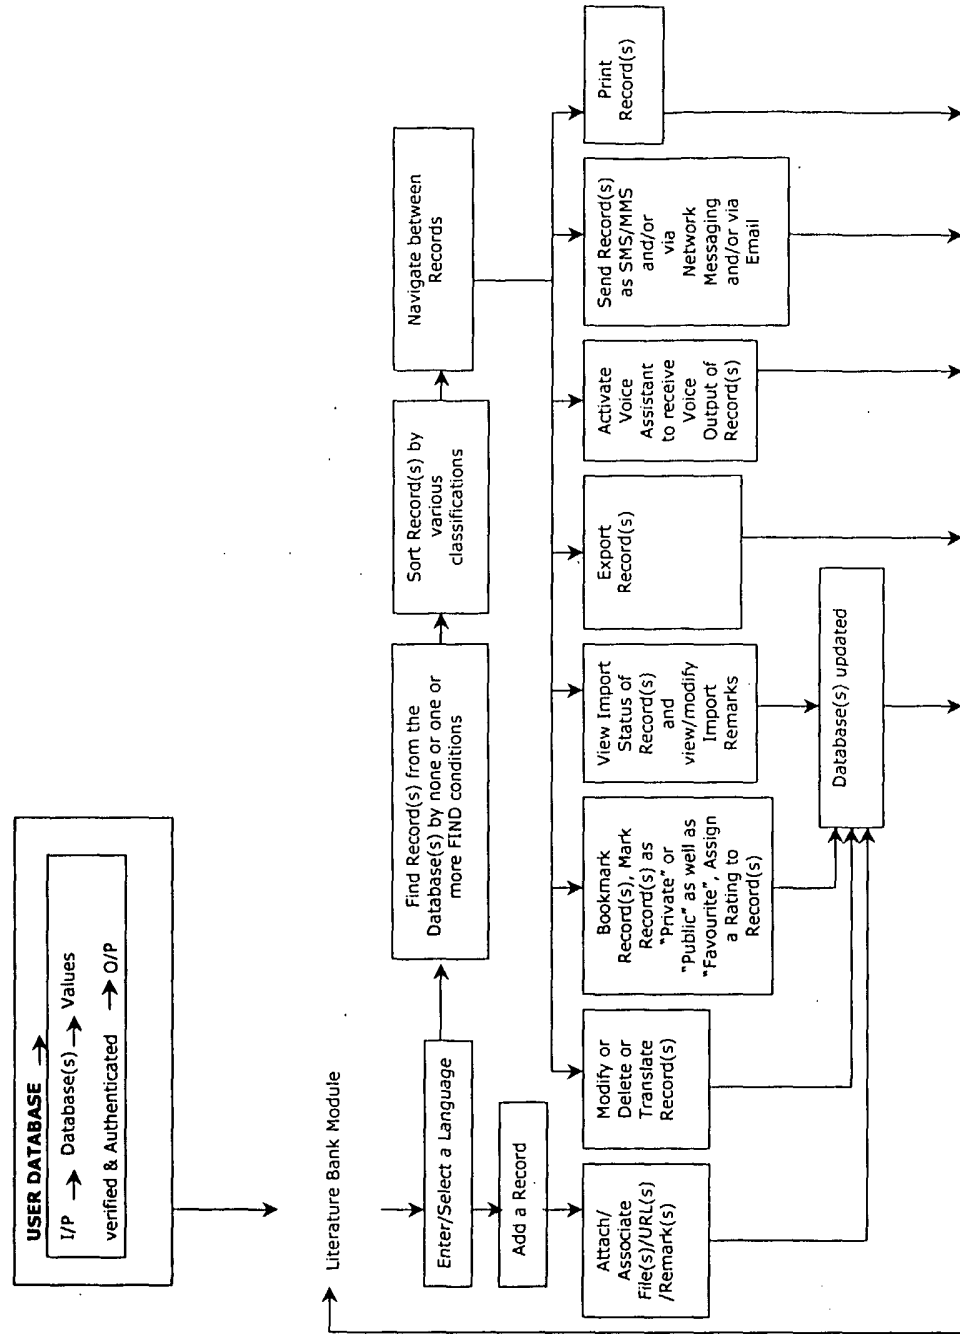 USER DATABASE
I/P Database(s) Values
verified & Authenticated O/P
Literature Bank Module
Enter/Select a Language
Add a Record
Find Record(s) from the
Database(s) by none or one or
more FIND conditions
Sort Record(s) by
various
classifications
Navigate between
Records
Attach/
Associate
File(s)/URL(s)
/Remark(s)
Modify or
Delete or
Translate
Record(s)
Bookmark
Record(s), Mark
Record(s) as
"Private" or
"Public" as well as
"Favourite", Assign
a Rating to
Record(s)
View Import
Status of
Record(s)
and
view/modify
Import
Remarks
Export
Record(s)
Activate
Voice
Assistant
to receive
Voice
Output of
Record(s)
Send Record(s)
as SMS/MMS
and/or
via
Network
Messaging
and/or via
Email
Print
Record(s)
Database(s) updated